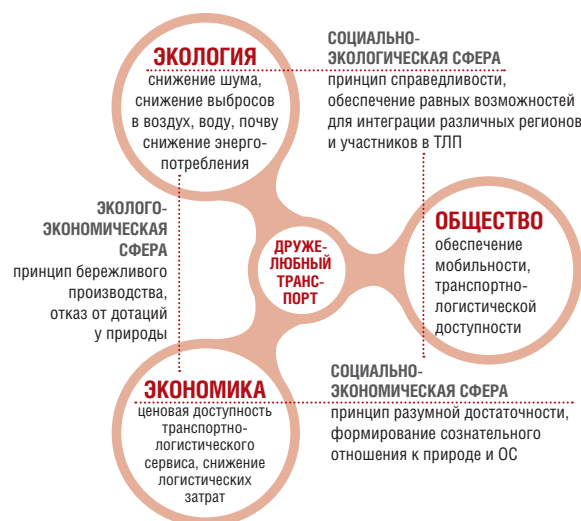 ЭКОЛОГИЯ
снижение шума,
снижение выбросов
в воздух, воду, почву
снижение энерго-
потребления
СОЦИАЛЬНО-
ЭКОЛОГИЧЕСКАЯ СФЕРА
принцип справедливости,
обеспечение равных возможностей
для интеграции различных регионов
и участников в ТЛП
ЭКОЛОГО-
ЭКОНОМИЧЕСКАЯ
СФЕРА
принцип бережливого
производства,
отказ от дотаций
у природы
ДРУЖЕ-
ЛЮБНЫЙ
ТРАНС-
ПОРТ
ОБЩЕСТВО
обеспечение
мобильности,
транспортно-
логистической
доступности
ЭКОНОМИКА
ценовая доступность
транспортно-
логистического
сервиса, снижение
логистических
затрат
СОЦИАЛЬНО-
ЭКОНОМИЧЕСКАЯ СФЕРА
принцип разумной достаточности,
формирование сознательного
отношения к природе и ОС